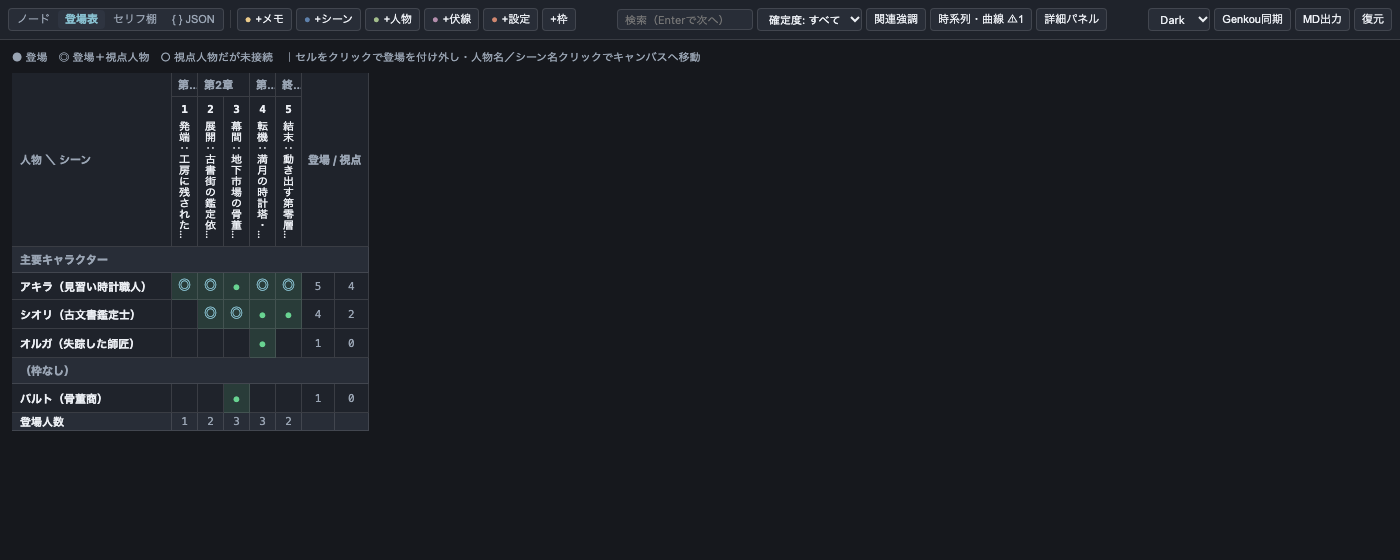 ノード 登場表 セリフ棚 { } JSON ● +メモ ● +シーン ● +人物 ● +伏線 ● +設定 +枠 検索（Enterで次へ） 確定度: すべて 関連強調 時系列・曲線 ⚠1 詳細パネル Dark Genkou同期 MD出力 復元
● 登場 ◎ 登場＋視点人物 ○ 視点人物だが未接続 ｜セルをクリックで登場を付け外し・人物名／シーン名クリックでキャンバスへ移動
第… 第2章 第… 終…
人物 ＼ シーン
1 発端：工房に残された…
2 展開：古書街の鑑定依…
3 幕間：地下市場の骨董…
4 転機：満月の時計塔・…
5 結末：動き出す第零層…
登場 / 視点
主要キャラクター
アキラ（見習い時計職人） ◎ ◎ ● ◎ ◎ 5 4
シオリ（古文書鑑定士） ◎ ◎ ● ● 4 2
オルガ（失踪した師匠） ● 1 0
（枠なし）
バルト（骨董商） ● 1 0
登場人数 1 2 3 3 2